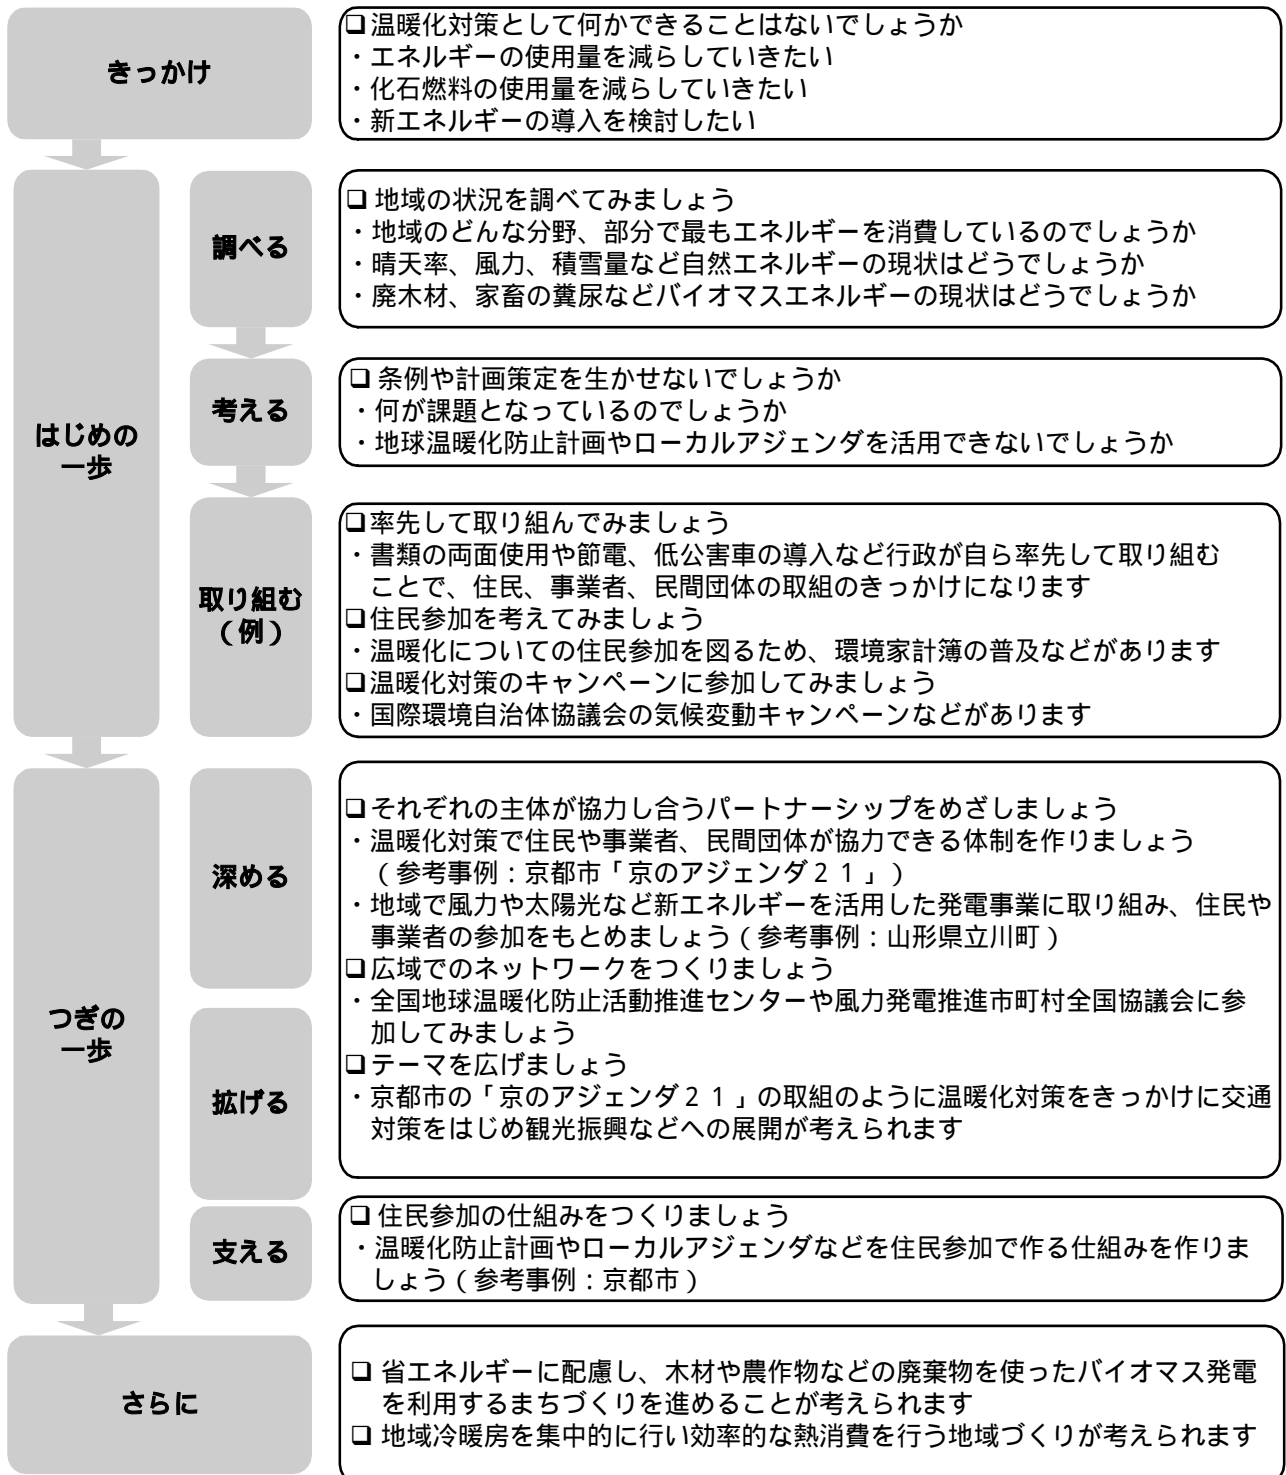 きっかけ
❑温暖化対策として何かできることはないでしょうか
・エネルギーの使用量を減らしていきたい
・化石燃料の使用量を減らしていきたい
・新エネルギーの導入を検討したい
はじめの
一歩
調べる
❑ 地域の状況を調べてみましょう
・地域のどんな分野、部分で最もエネルギーを消費しているのでしょうか
・晴天率、風力、積雪量など自然エネルギーの現状はどうでしょうか
・廃木材、家畜の糞尿などバイオマスエネルギーの現状はどうでしょうか
考える
❑ 条例や計画策定を生かせないでしょうか
・何が課題となっているのでしょうか
・地球温暖化防止計画やローカルアジェンダを活用できないでしょうか
取り組む
（例）
❑率先して取り組んでみましょう
・書類の両面使用や節電、低公害車の導入など行政が自ら率先して取り組む
ことで、住民、事業者、民間団体の取組のきっかけになります
❑住民参加を考えてみましょう
・温暖化についての住民参加を図るため、環境家計簿の普及などがあります
❑温暖化対策のキャンペーンに参加してみましょう
・国際環境自治体協議会の気候変動キャンペーンなどがあります
つぎの
一歩
深める
❑それぞれの主体が協力し合うパートナーシップをめざしましょう
・温暖化対策で住民や事業者、民間団体が協力できる体制を作りましょう
（参考事例：京都市「京のアジェンダ２１」）
・地域で風力や太陽光など新エネルギーを活用した発電事業に取り組み、住民や
事業者の参加をもとめましょう（参考事例：山形県立川町）
❑広域でのネットワークをつくりましょう
・全国地球温暖化防止活動推進センターや風力発電推進市町村全国協議会に参
加してみましょう
拡げる
❑テーマを広げましょう
・京都市の「京のアジェンダ２１」の取組のように温暖化対策をきっかけに交通
対策をはじめ観光振興などへの展開が考えられます
支える
❑ 住民参加の仕組みをつくりましょう
・温暖化防止計画やローカルアジェンダなどを住民参加で作る仕組みを作りま
しょう（参考事例：京都市）
さらに
❑ 省エネルギーに配慮し、木材や農作物などの廃棄物を使ったバイオマス発電
を利用するまちづくりを進めることが考えられます
❑ 地域冷暖房を集中的に行い効率的な熱消費を行う地域づくりが考えられます